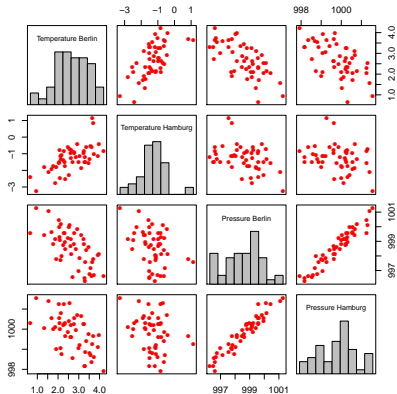 −3 −1 0 1
998 1000
Temperature Berlin
1.0 2.0 3.0 4.0
−3 −1 0 1
Temperature Hamburg
Pressure Berlin
997 999 1001
998 1000
Pressure Hamburg
1.0 2.0 3.0 4.0
997 999 1001